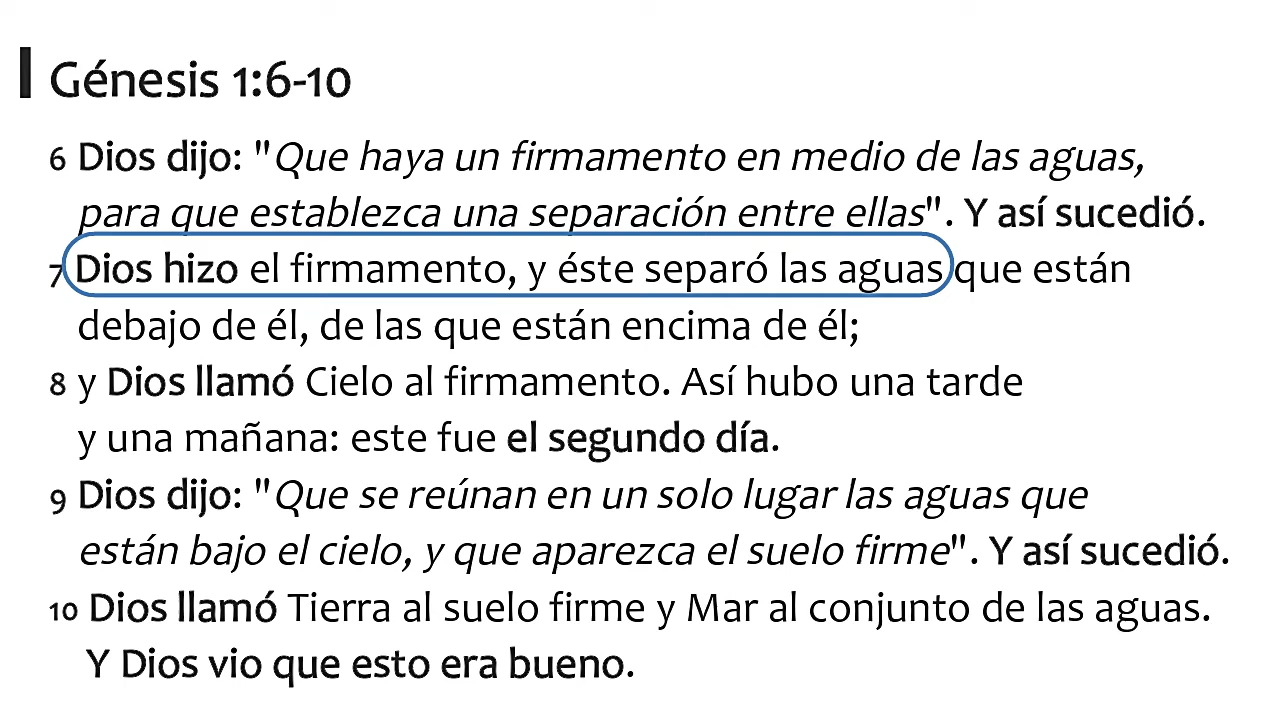 Génesis 1:6-10
6 Dios dijo: "Que haya un firmamento en medio de las aguas,
para que establezca una separación entre ellas". Y así sucedió.
7 Dios hizo el firmamento, y éste separó las aguas que están
debajo de él, de las que están encima de él;
8 y Dios llamó Cielo al firmamento. Así hubo una tarde
y una mañana: este fue el segundo día.
9 Dios dijo: "Que se reúnan en un solo lugar las aguas que
están bajo el cielo, y que aparezca el suelo firme". Y así sucedió.
10 Dios llamó Tierra al suelo firme y Mar al conjunto de las aguas.
Y Dios vio que esto era bueno.